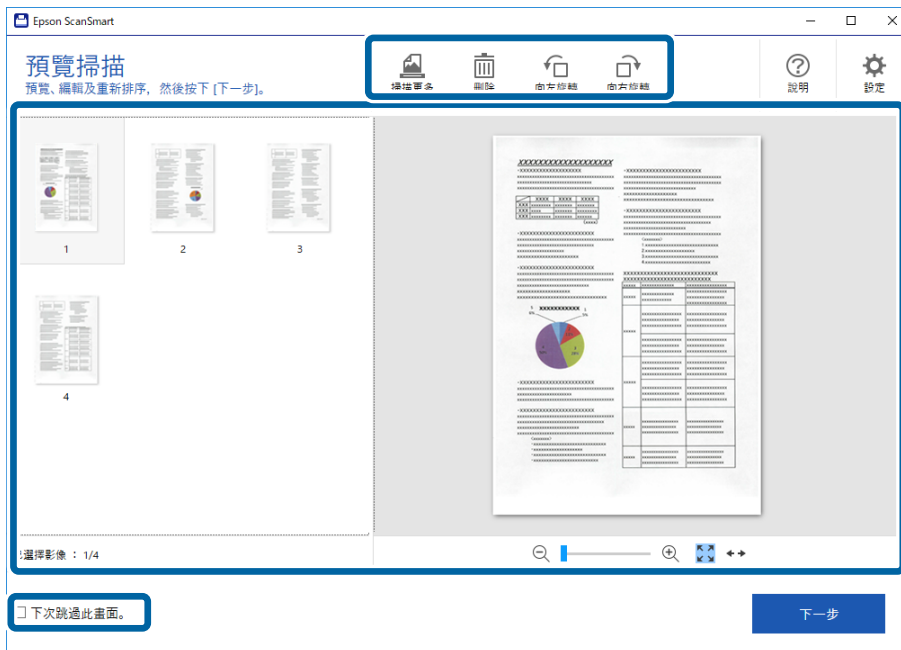 Epson ScanSmart
預覽掃描
預覽、編輯及重新排序，然後按下 [下一步]。
掃描更多
刪除
向左旋轉
向右旋轉
說明
設定
1
2
3
4
選擇影像 ： 1/4
下次跳過此畫面。
下一步